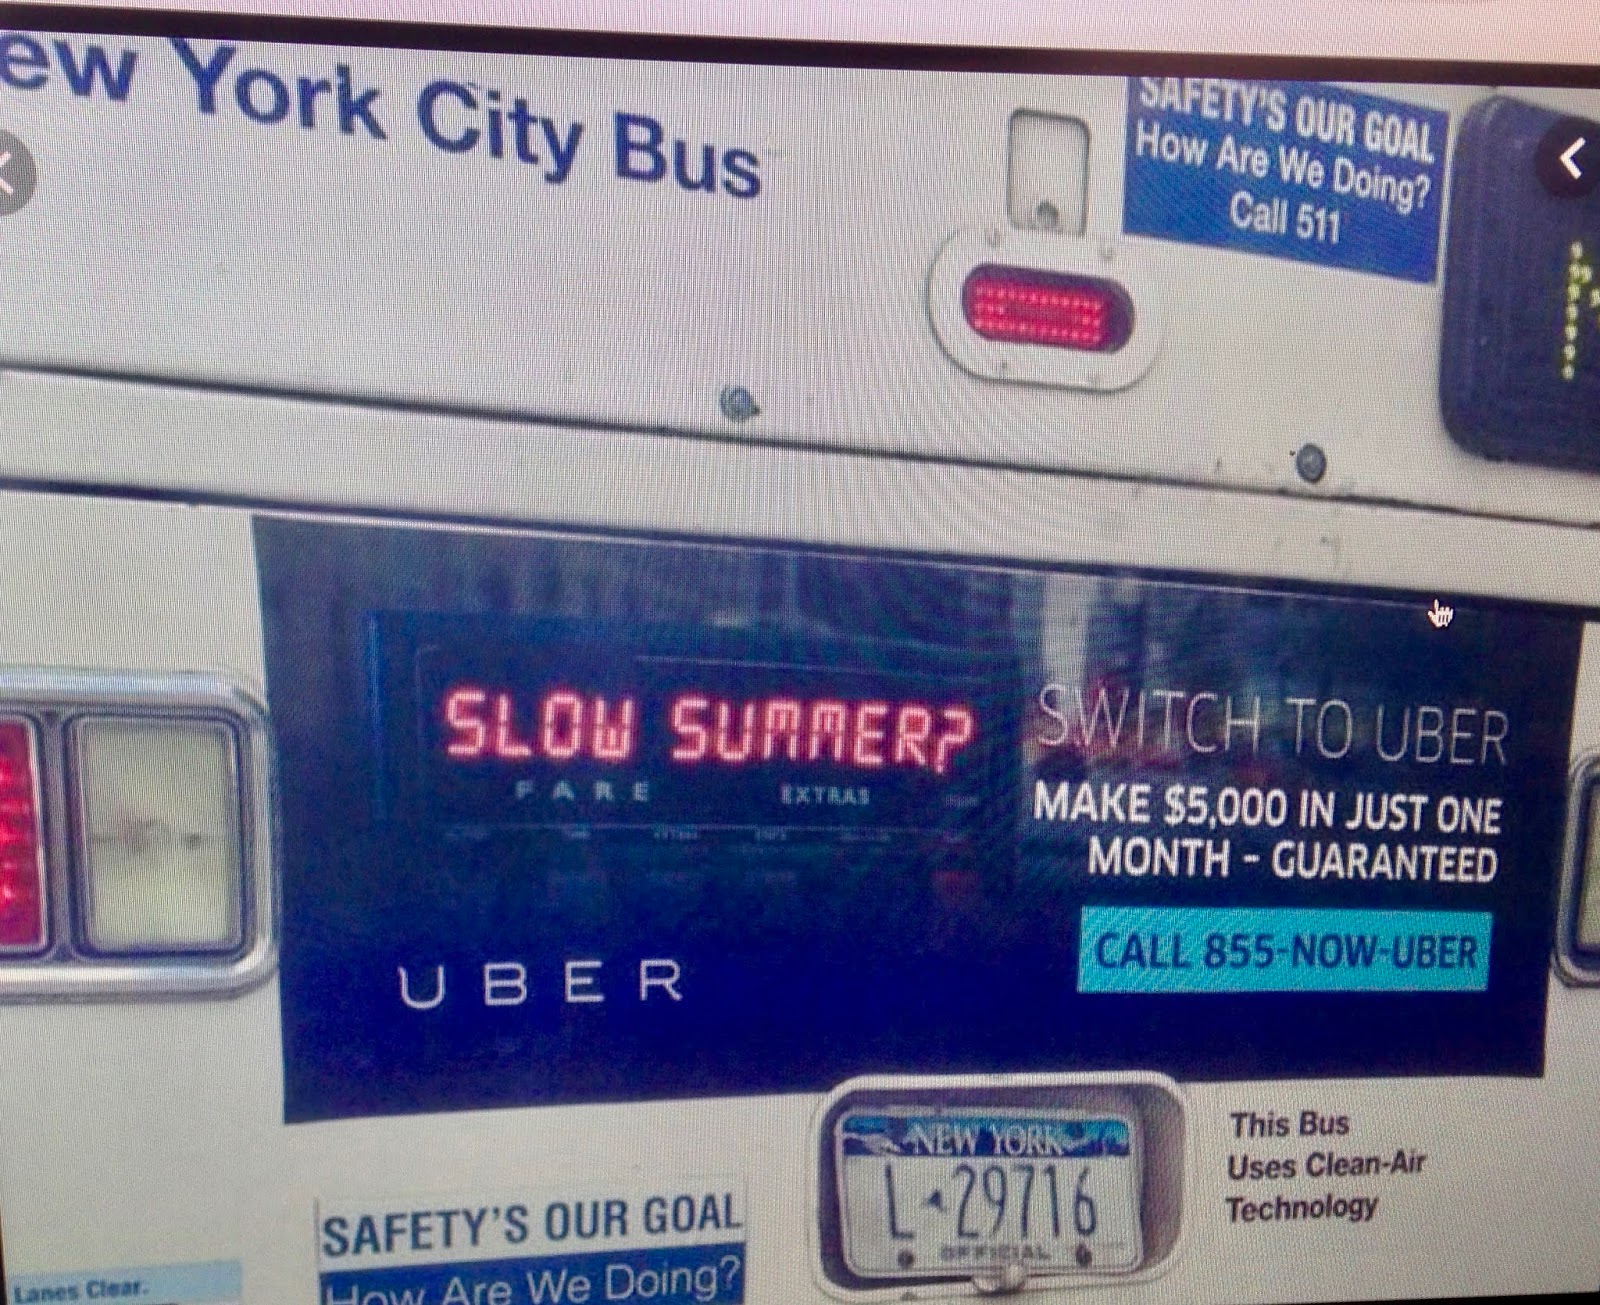 ew York City Bus
SAFETY'S OUR GOAL
How Are We Doing?
Call 511
SLOW SUMMER?
FARE EXTRAS
SWITCH TO UBER
MAKE $5,000 IN JUST ONE
MONTH - GUARANTEED
CALL 855-NOW-UBER
UBER
NEW YORK
L 29716
OFFICIAL
This Bus
Uses Clean-Air
Technology
SAFETY'S OUR GOAL
How Are We Doing?
Lanes Clear.